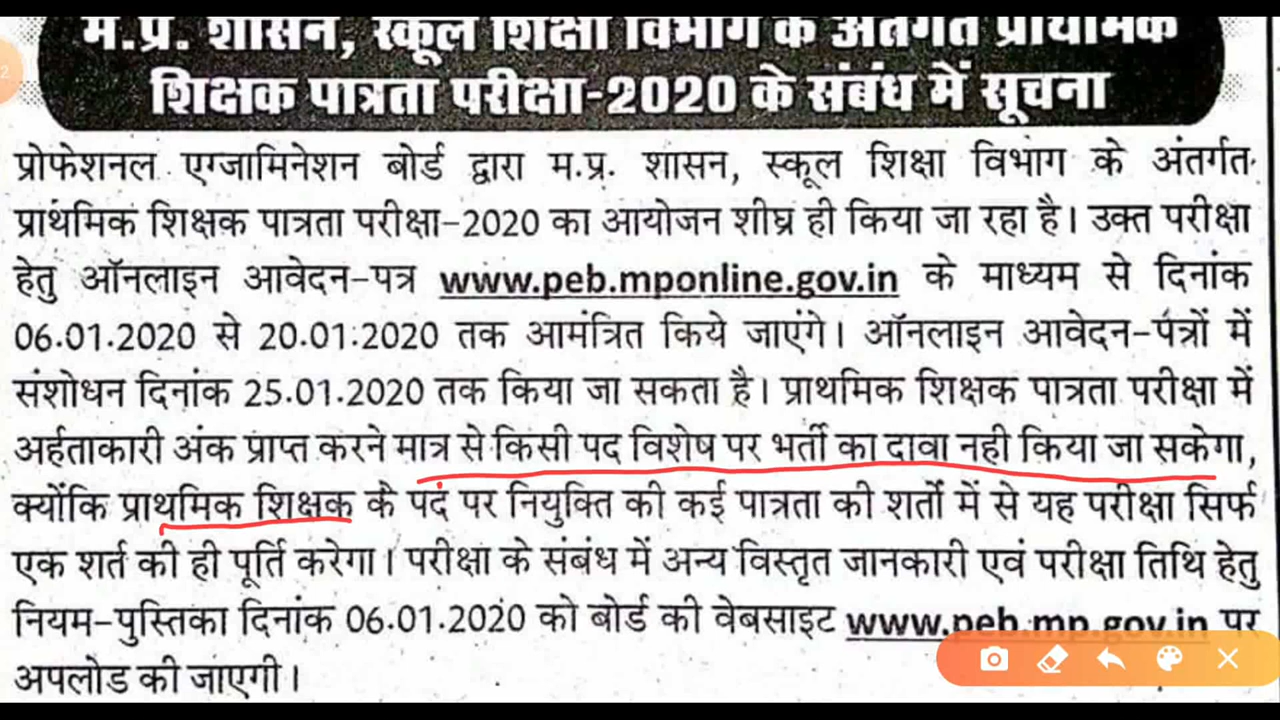 म.प्र. शासन, स्कूल शिक्षा विभाग के अंतर्गत प्राथमिक
शिक्षक पात्रता परीक्षा-2020 के संबंध में सूचना
प्रोफेशनल एग्जामिनेशन बोर्ड द्वारा म.प्र. शासन, स्कूल शिक्षा विभाग के अंतर्गत
प्राथमिक शिक्षक पात्रता परीक्षा-2020 का आयोजन शीघ्र ही किया जा रहा है। उक्त परीक्षा
हेतु ऑनलाइन आवेदन-पत्र www.peb.mponline.gov.in के माध्यम से दिनांक
06.01.2020 से 20.01.2020 तक आमंत्रित किये जाएंगे। ऑनलाइन आवेदन-पत्रों में
संशोधन दिनांक 25.01.2020 तक किया जा सकता है। प्राथमिक शिक्षक पात्रता परीक्षा में
अर्हताकारी अंक प्राप्त करने मात्र से किसी पद विशेष पर भर्ती का दावा नही किया जा सकेगा,
क्योंकि प्राथमिक शिक्षक के पद पर नियुक्ति की कई पात्रता की शर्तो में से यह परीक्षा सिर्फ
एक शर्त की ही पूर्ति करेगा। परीक्षा के संबंध में अन्य विस्तृत जानकारी एवं परीक्षा तिथि हेतु
नियम-पुस्तिका दिनांक 06.01.2020 को बोर्ड की वेबसाइट www.peb.mp.gov.in पर
अपलोड की जाएगी।